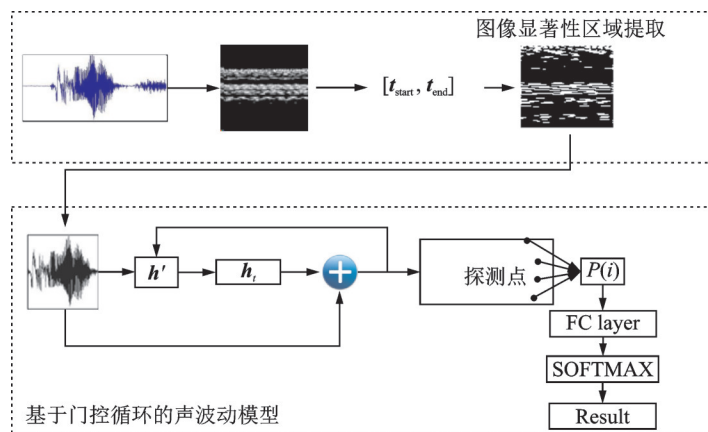 图像显著性区域提取
[t_start, t_end]
h′
h_t
探测点
P(i)
FC layer
SOFTMAX
Result
基于门控循环的声波动模型